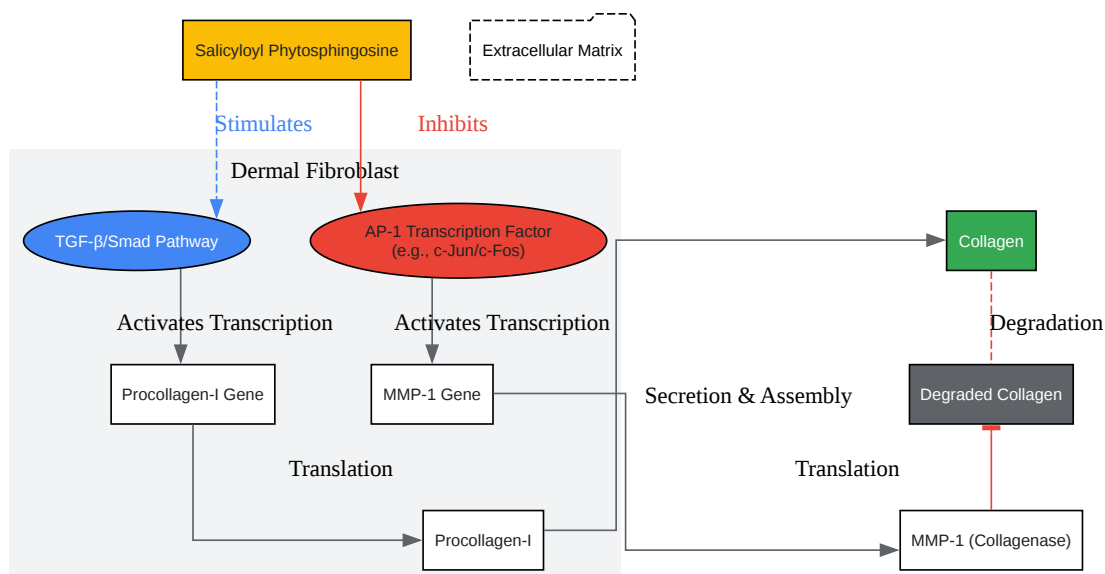 Salicyloyl Phytosphingosine
Extracellular Matrix
Stimulates
Inhibits
Dermal Fibroblast
TGF-β/Smad Pathway
AP-1 Transcription Factor
(e.g., c-Jun/c-Fos)
Collagen
Activates Transcription
Activates Transcription
Degradation
Procollagen-I Gene
MMP-1 Gene
Secretion & Assembly
Degraded Collagen
Translation
Translation
Procollagen-I
MMP-1 (Collagenase)